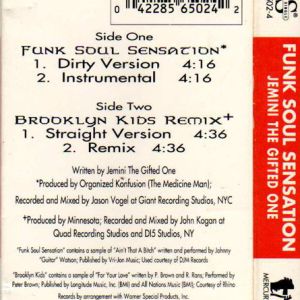 0 42285 65024 2
Side One
Funk Soul Sensation*
1. Dirty Version 4:16
2. Instrumental 4:16
Side Two
Brooklyn Kids Remix+
1. Straight Version 4:36
2. Remix 4:36
Written by Jemini The Gifted One
*Produced by Organized Konfusion (The Medicine Man);
Recorded and Mixed by Jason Vogel at Giant Recording Studios, NYC
+Produced by Minnesota; Recorded and Mixed by John Kogan at
Quad Recording Studios and DI5 Studios, NY
"Funk Soul Sensation" contains a sample of "Ain't That A Bitch" written and performed by Johnny
"Guitar" Watson; Pub. by Vir-Jon Music; Used courtesy of DJM Records
"Brooklyn Kids" contains a sample of "For Your Love" written by P. Brown and R. Rans; Performed by
Peter Brown; Published by Longitude Music, Inc. (BMI) and All Nations Music (BMI); Courtesy of Rhino
Records by arrangement with Warner Special Products, Inc.
FUNK SOUL SENSATION
JEMINI THE GIFTED ONE
502-4
MERCURY